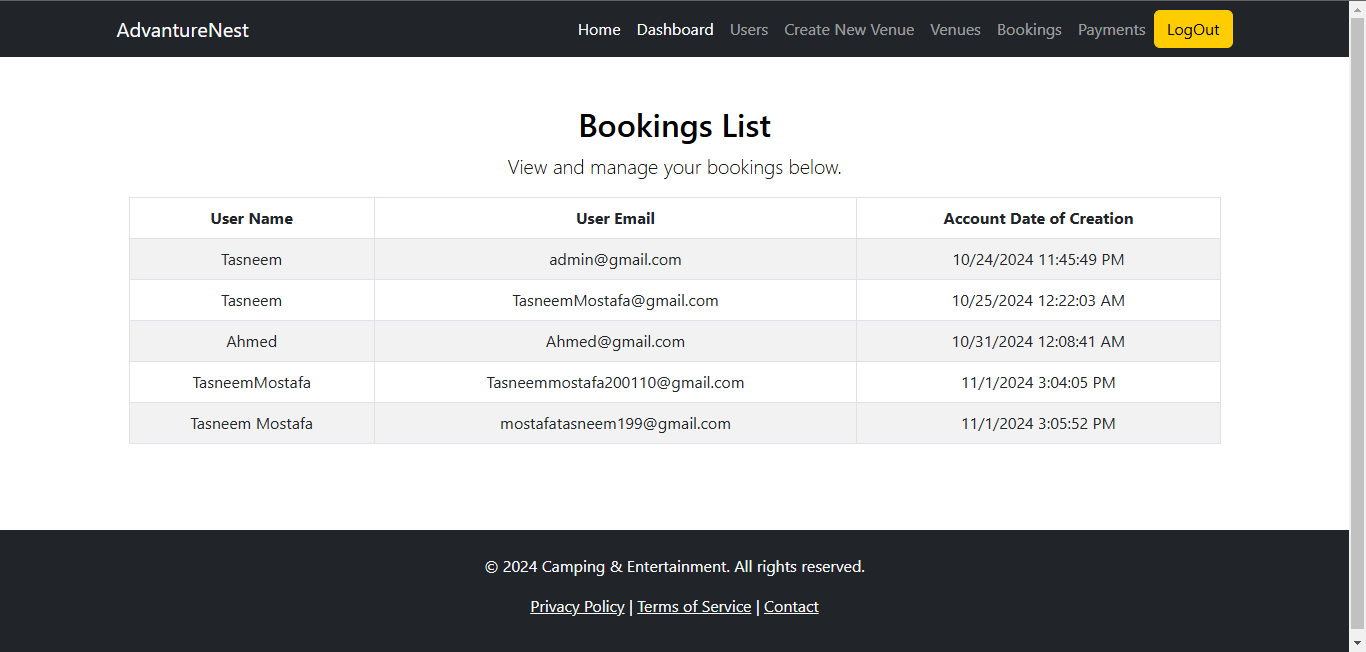 AdvantureNest Home Dashboard Users Create New Venue Venues Bookings Payments LogOut
Bookings List
View and manage your bookings below.
User Name User Email Account Date of Creation
Tasneem admin@gmail.com 10/24/2024 11:45:49 PM
Tasneem TasneemMostafa@gmail.com 10/25/2024 12:22:03 AM
Ahmed Ahmed@gmail.com 10/31/2024 12:08:41 AM
TasneemMostafa Tasneemmostafa200110@gmail.com 11/1/2024 3:04:05 PM
Tasneem Mostafa mostafatasneem199@gmail.com 11/1/2024 3:05:52 PM
© 2024 Camping & Entertainment. All rights reserved.
Privacy Policy | Terms of Service | Contact